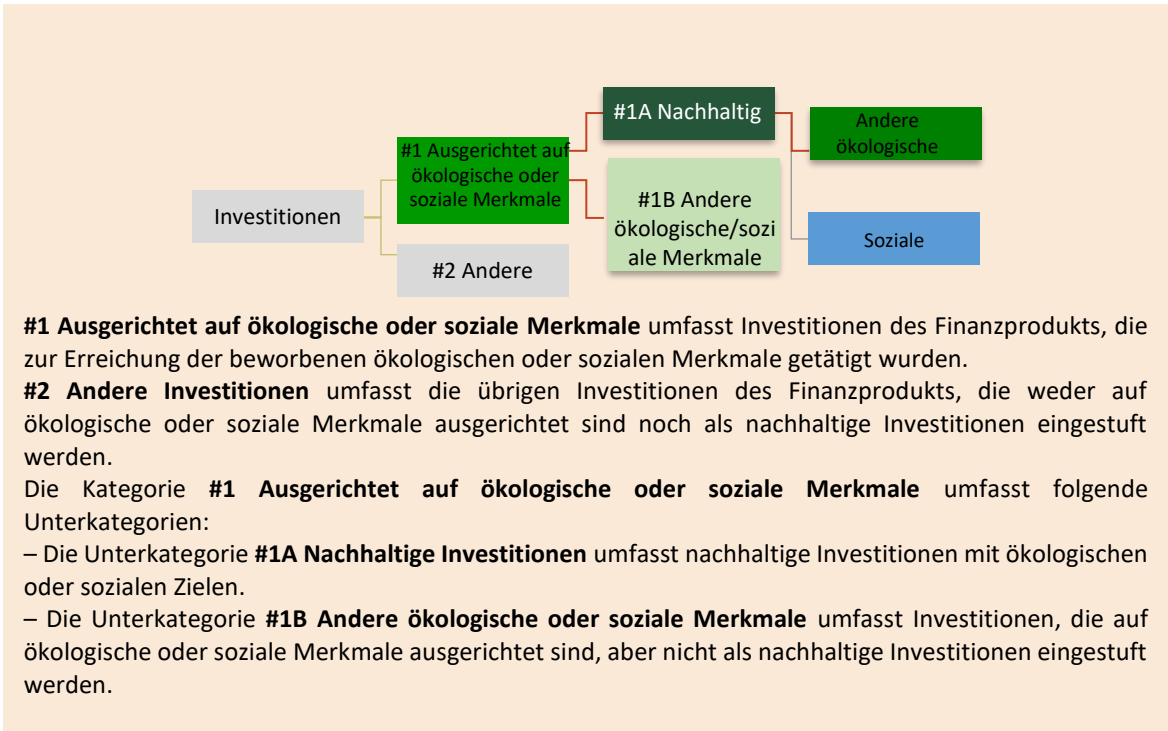 #1A Nachhaltig
Andere
ökologische
#1 Ausgerichtet auf
ökologische oder
soziale Merkmale
#1B Andere
ökologische/sozi
ale Merkmale
Investitionen
Soziale
#2 Andere
#1 Ausgerichtet auf ökologische oder soziale Merkmale umfasst Investitionen des Finanzprodukts, die
zur Erreichung der beworbenen ökologischen oder sozialen Merkmale getätigt wurden.
#2 Andere Investitionen umfasst die übrigen Investitionen des Finanzprodukts, die weder auf
ökologische oder soziale Merkmale ausgerichtet sind noch als nachhaltige Investitionen eingestuft
werden.
Die Kategorie #1 Ausgerichtet auf ökologische oder soziale Merkmale umfasst folgende
Unterkategorien:
– Die Unterkategorie #1A Nachhaltige Investitionen umfasst nachhaltige Investitionen mit ökologischen
oder sozialen Zielen.
– Die Unterkategorie #1B Andere ökologische oder soziale Merkmale umfasst Investitionen, die auf
ökologische oder soziale Merkmale ausgerichtet sind, aber nicht als nachhaltige Investitionen eingestuft
werden.